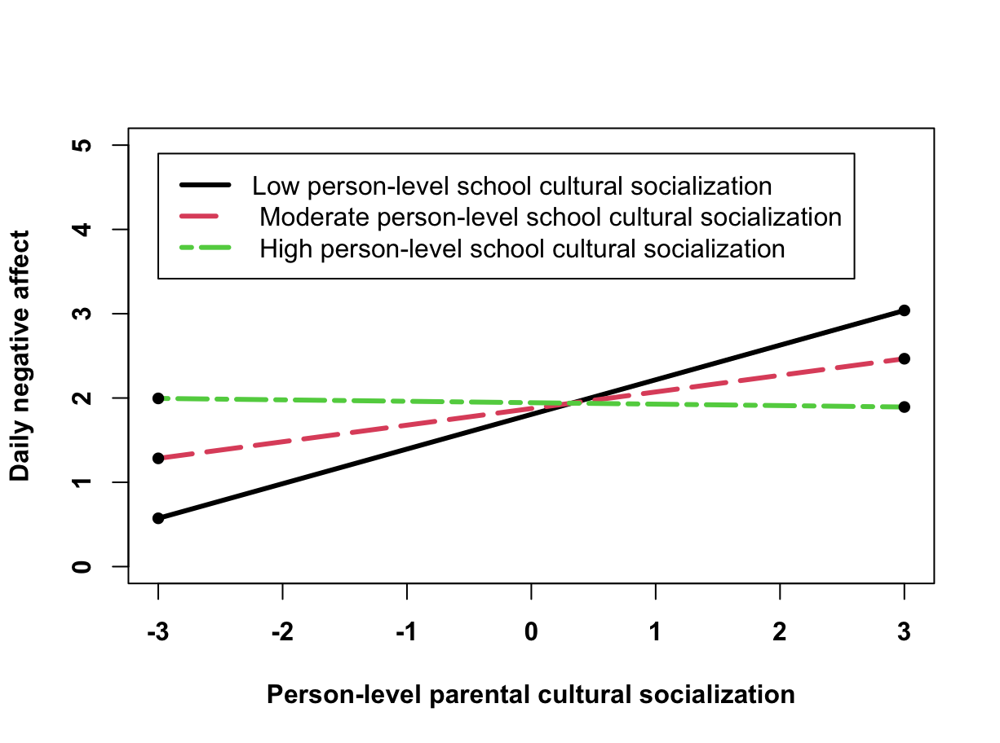 Low person-level school cultural socialization
Moderate person-level school cultural socialization
High person-level school cultural socialization
Daily negative affect
5
4
3
2
1
0
-3 -2 -1 0 1 2 3
Person-level parental cultural socialization